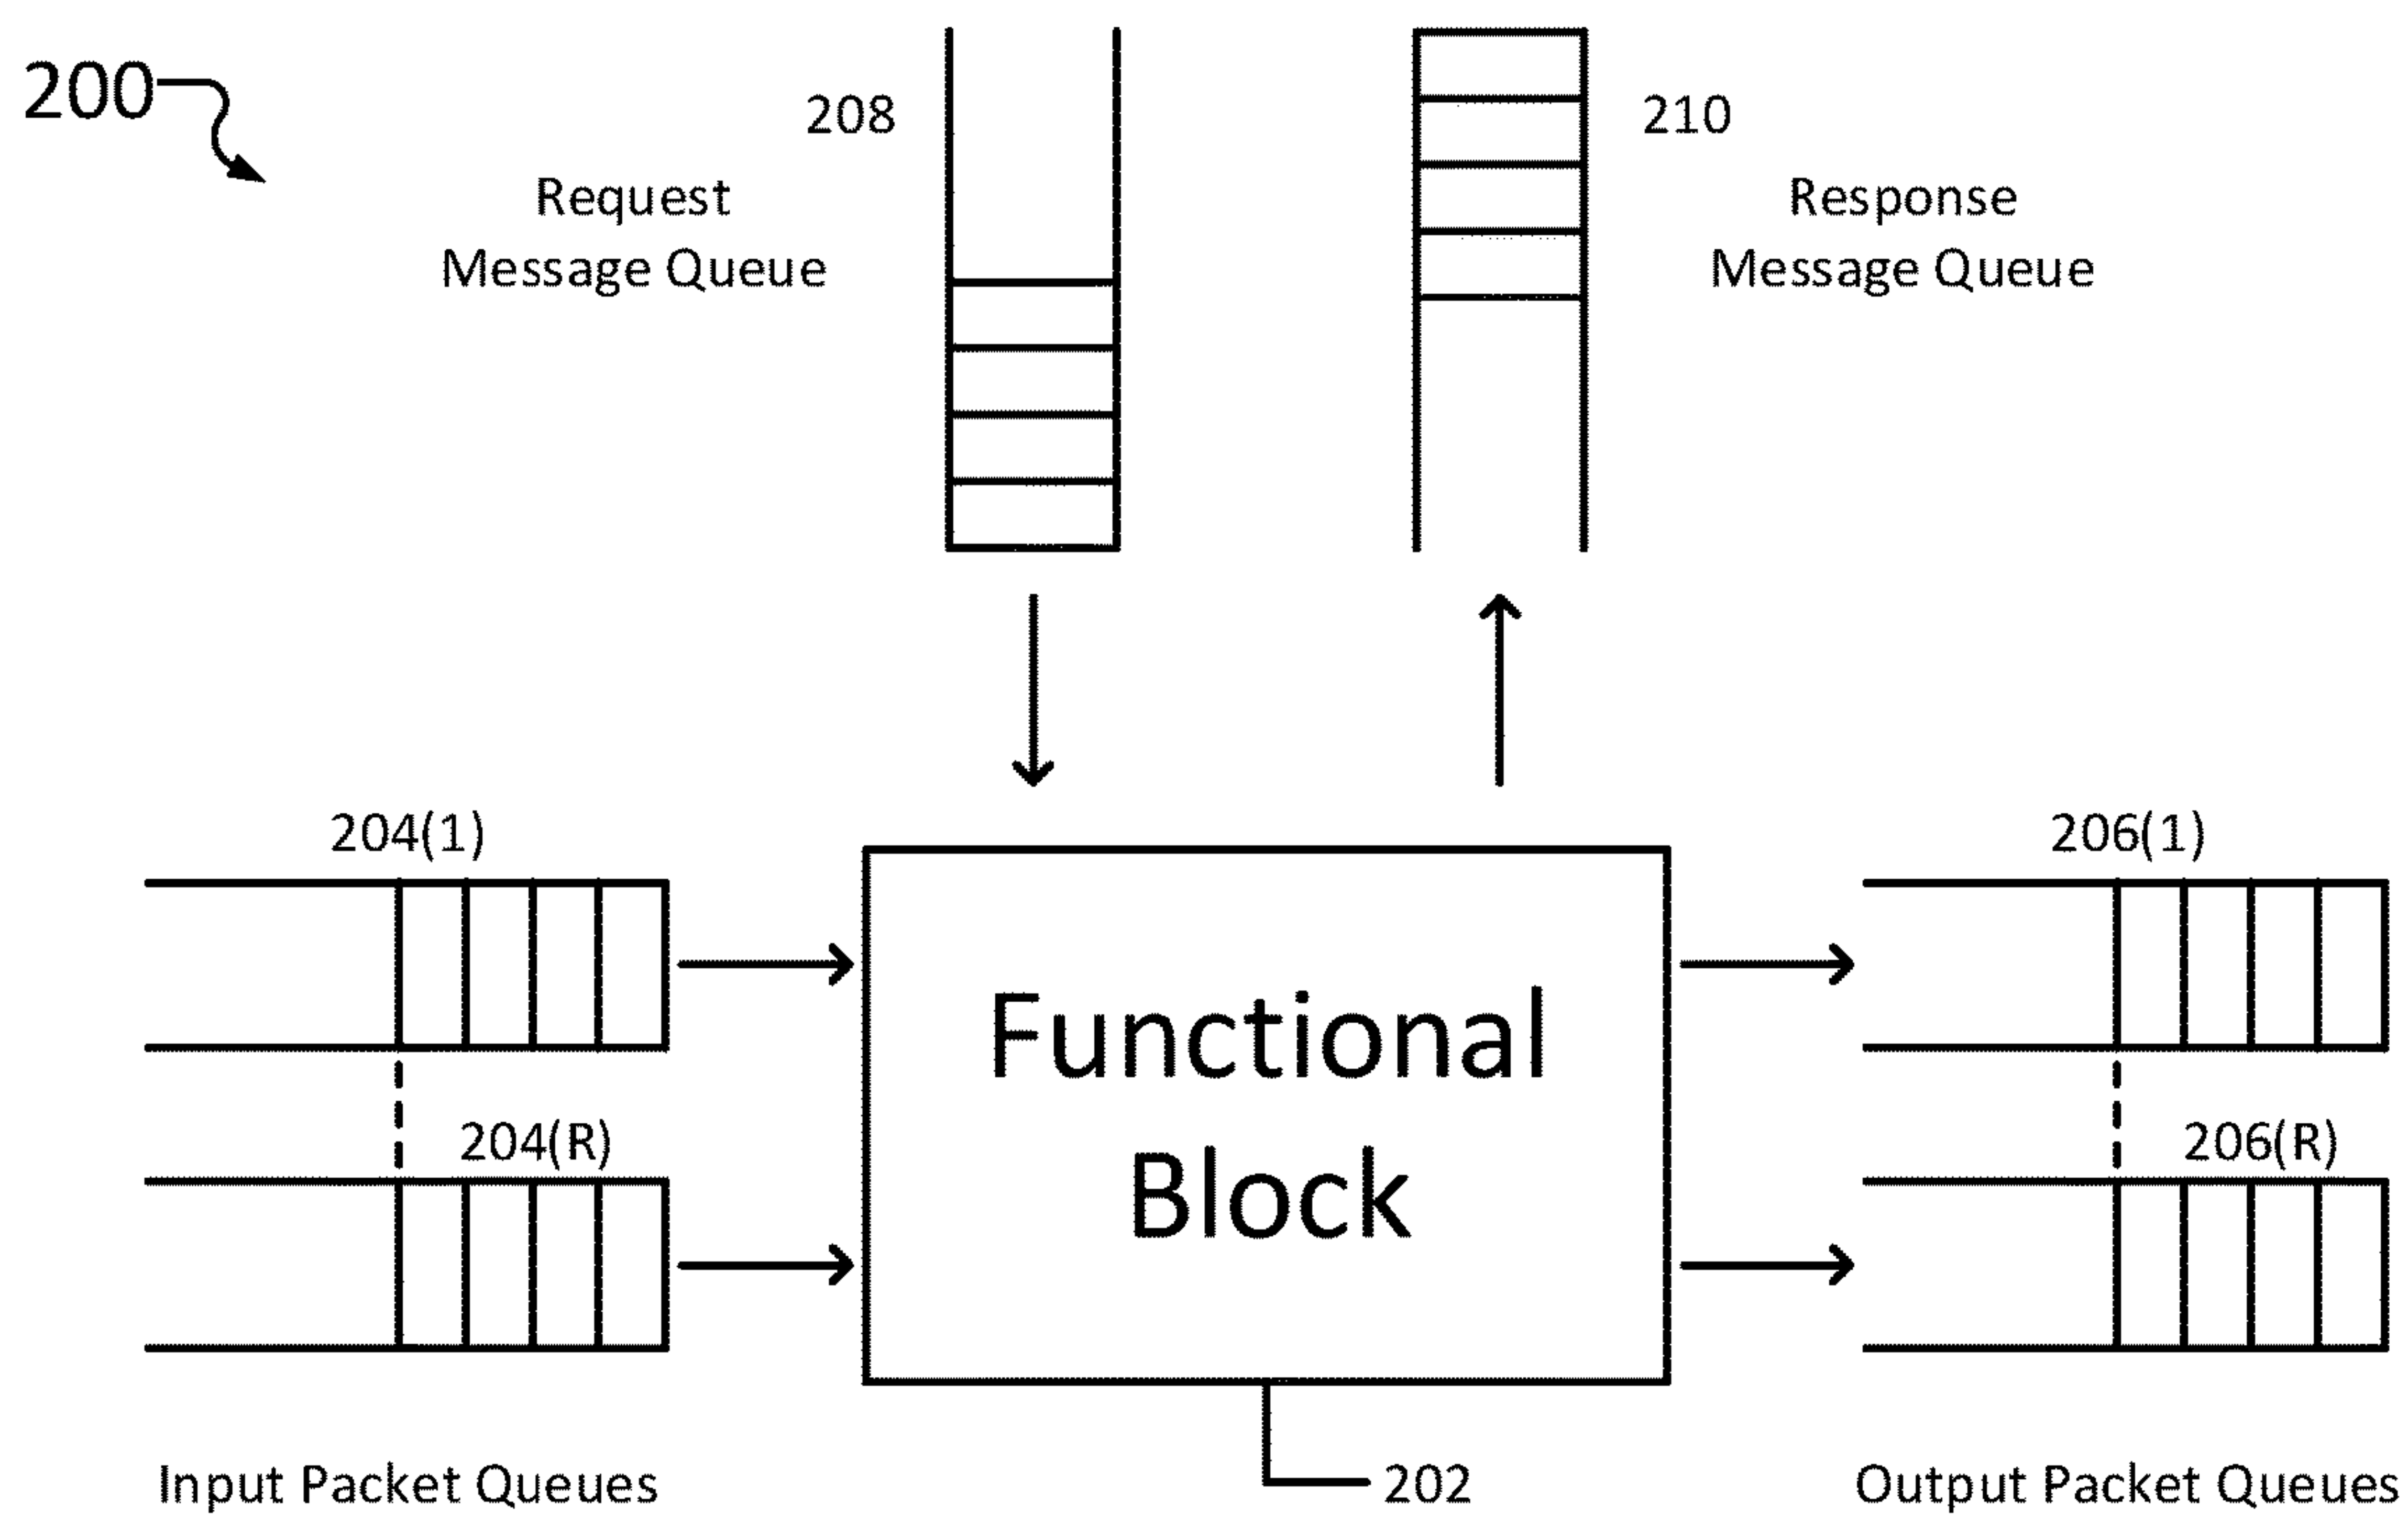 200
208
210
Request
Message Queue
Response
Message Queue
204(1)
206(1)
Functional
Block
204(R)
206(R)
202
Input Packet Queues
Output Packet Queues